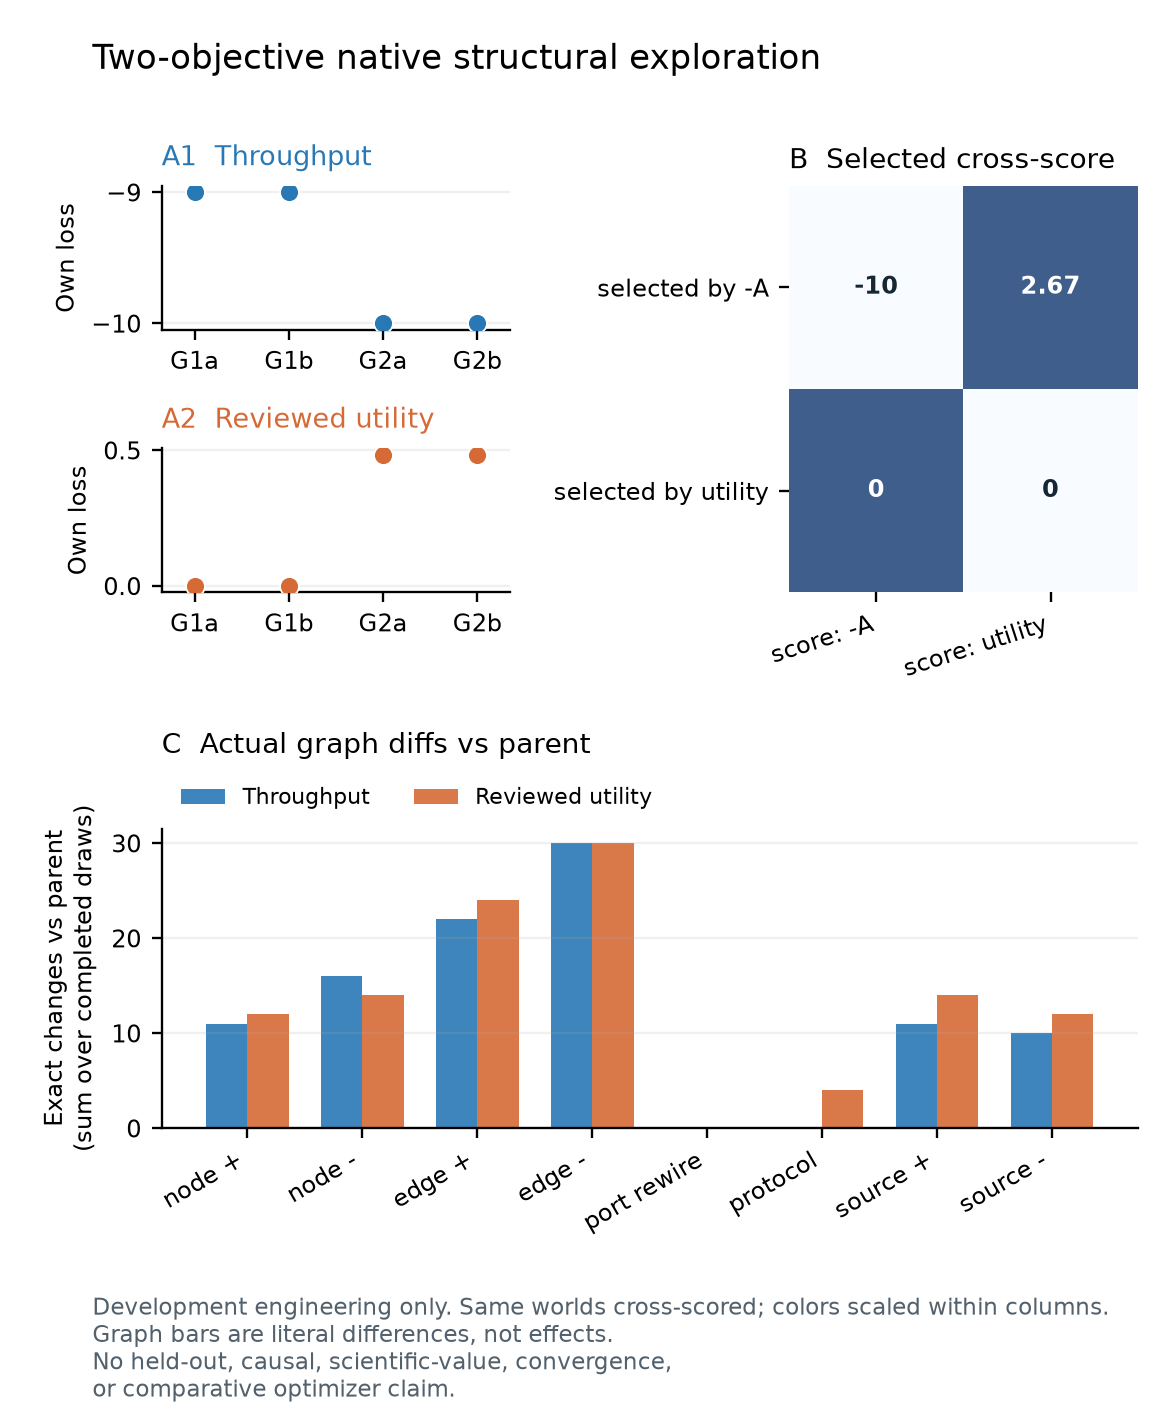 Two-objective native structural exploration
A1  Throughput
Own loss
−9
−10
G1a
G1b
G2a
G2b
A2  Reviewed utility
Own loss
0.5
0.0
G1a
G1b
G2a
G2b
B  Selected cross-score
selected by -A
selected by utility
-10
2.67
0
0
score: -A
score: utility
C  Actual graph diffs vs parent
Throughput
Reviewed utility
Exact changes vs parent
(sum over completed draws)
30
20
10
0
node +
node -
edge +
edge -
port rewire
protocol
source +
source -
Development engineering only. Same worlds cross-scored; colors scaled within columns.
Graph bars are literal differences, not effects.
No held-out, causal, scientific-value, convergence,
or comparative optimizer claim.